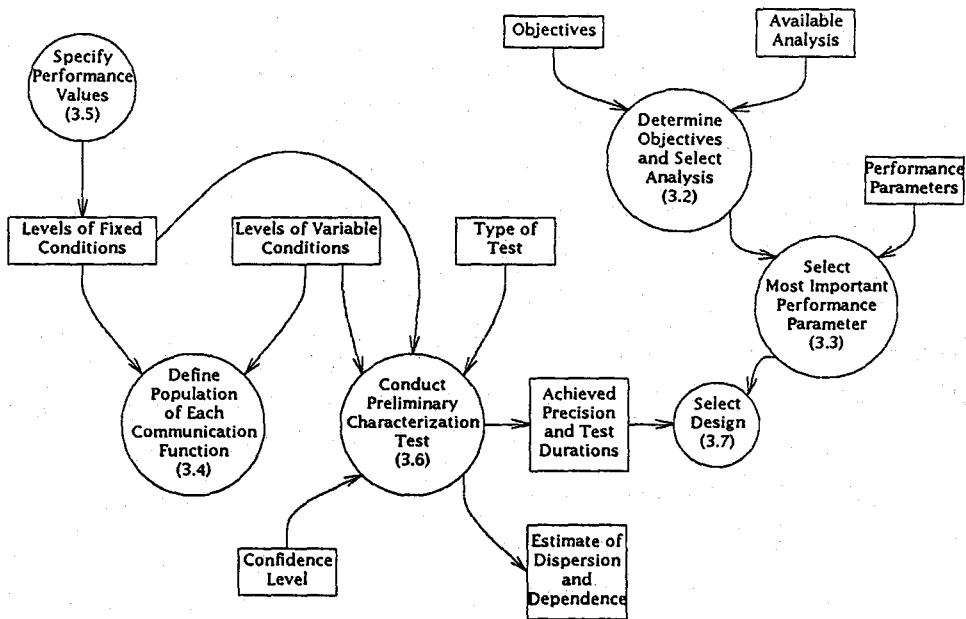 Objectives
Available
Analysis
Specify
Performance
Values
(3.5)
Determine
Objectives
and Select
Analysis
(3.2)
Performance
Parameters
Levels of Fixed
Conditions
Levels of Variable
Conditions
Type of
Test
Select
Most Important
Performance
Parameter
(3.3)
Define
Population
of Each
Communication
Function
(3.4)
Conduct
Preliminary
Characterization
Test
(3.6)
Achieved
Precision
and Test
Durations
Select
Design
(3.7)
Confidence
Level
Estimate of
Dispersion
and
Dependence